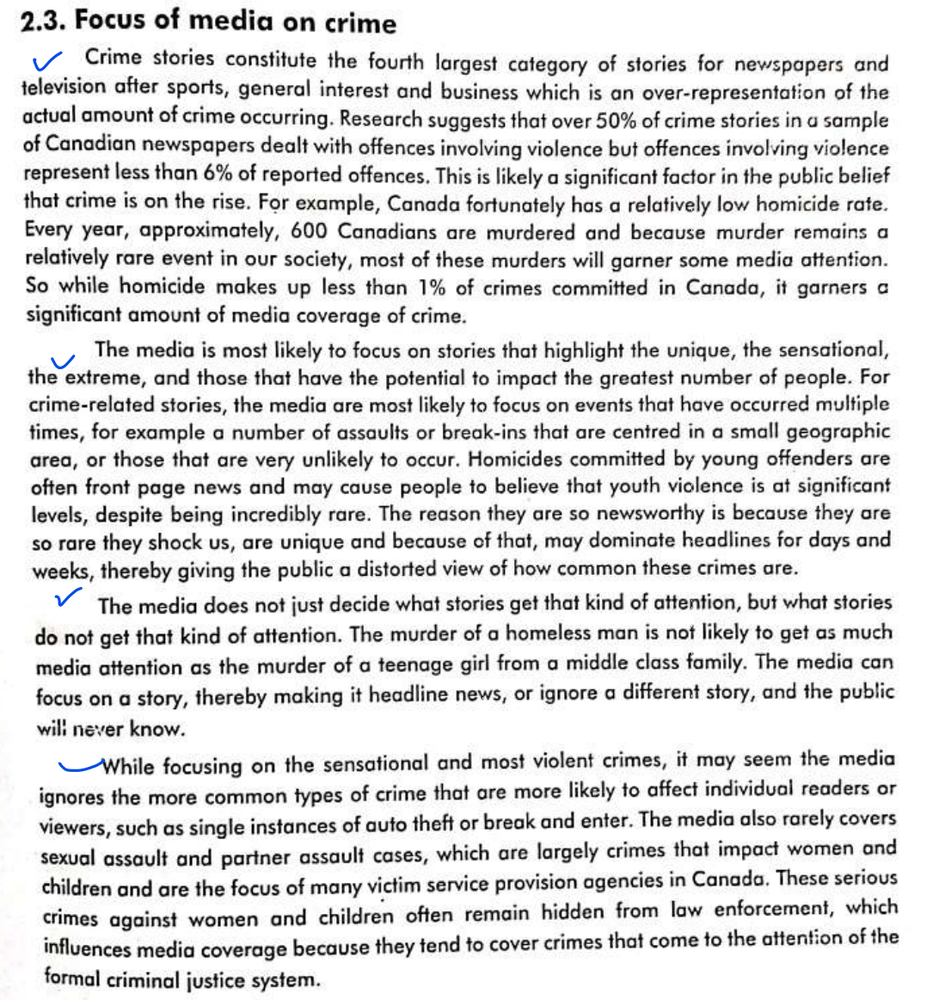 2.3. Focus of media on crime
Crime stories constitute the fourth largest category of stories for newspapers and
television after sports, general interest and business which is an over-representation of the
actual amount of crime occurring. Research suggests that over 50% of crime stories in a sample
of Canadian newspapers dealt with offences involving violence but offences involving violence
represent less than 6% of reported offences. This is likely a significant factor in the public belief
that crime is on the rise. For example, Canada fortunately has a relatively low homicide rate.
Every year, approximately, 600 Canadians are murdered and because murder remains a
relatively rare event in our society, most of these murders will garner some media attention.
So while homicide makes up less than 1% of crimes committed in Canada, it garners a
significant amount of media coverage of crime.
The media is most likely to focus on stories that highlight the unique, the sensational,
the extreme, and those that have the potential to impact the greatest number of people. For
crime-related stories, the media are most likely to focus on events that have occurred multiple
times, for example a number of assaults or break-ins that are centred in a small geographic
area, or those that are very unlikely to occur. Homicides committed by young offenders are
often front page news and may cause people to believe that youth violence is at significant
levels, despite being incredibly rare. The reason they are so newsworthy is because they are
so rare they shock us, are unique and because of that, may dominate headlines for days and
weeks, thereby giving the public a distorted view of how common these crimes are.
The media does not just decide what stories get that kind of attention, but what stories
do not get that kind of attention. The murder of a homeless man is not likely to get as much
media attention as the murder of a teenage girl from a middle class family. The media can
focus on a story, thereby making it headline news, or ignore a different story, and the public
will never know.
While focusing on the sensational and most violent crimes, it may seem the media
ignores the more common types of crime that are more likely to affect individual readers or
viewers, such as single instances of auto theft or break and enter. The media also rarely covers
sexual assault and partner assault cases, which are largely crimes that impact women and
children and are the focus of many victim service provision agencies in Canada. These serious
crimes against women and children often remain hidden from law enforcement, which
influences media coverage because they tend to cover crimes that come to the attention of the
formal criminal justice system.